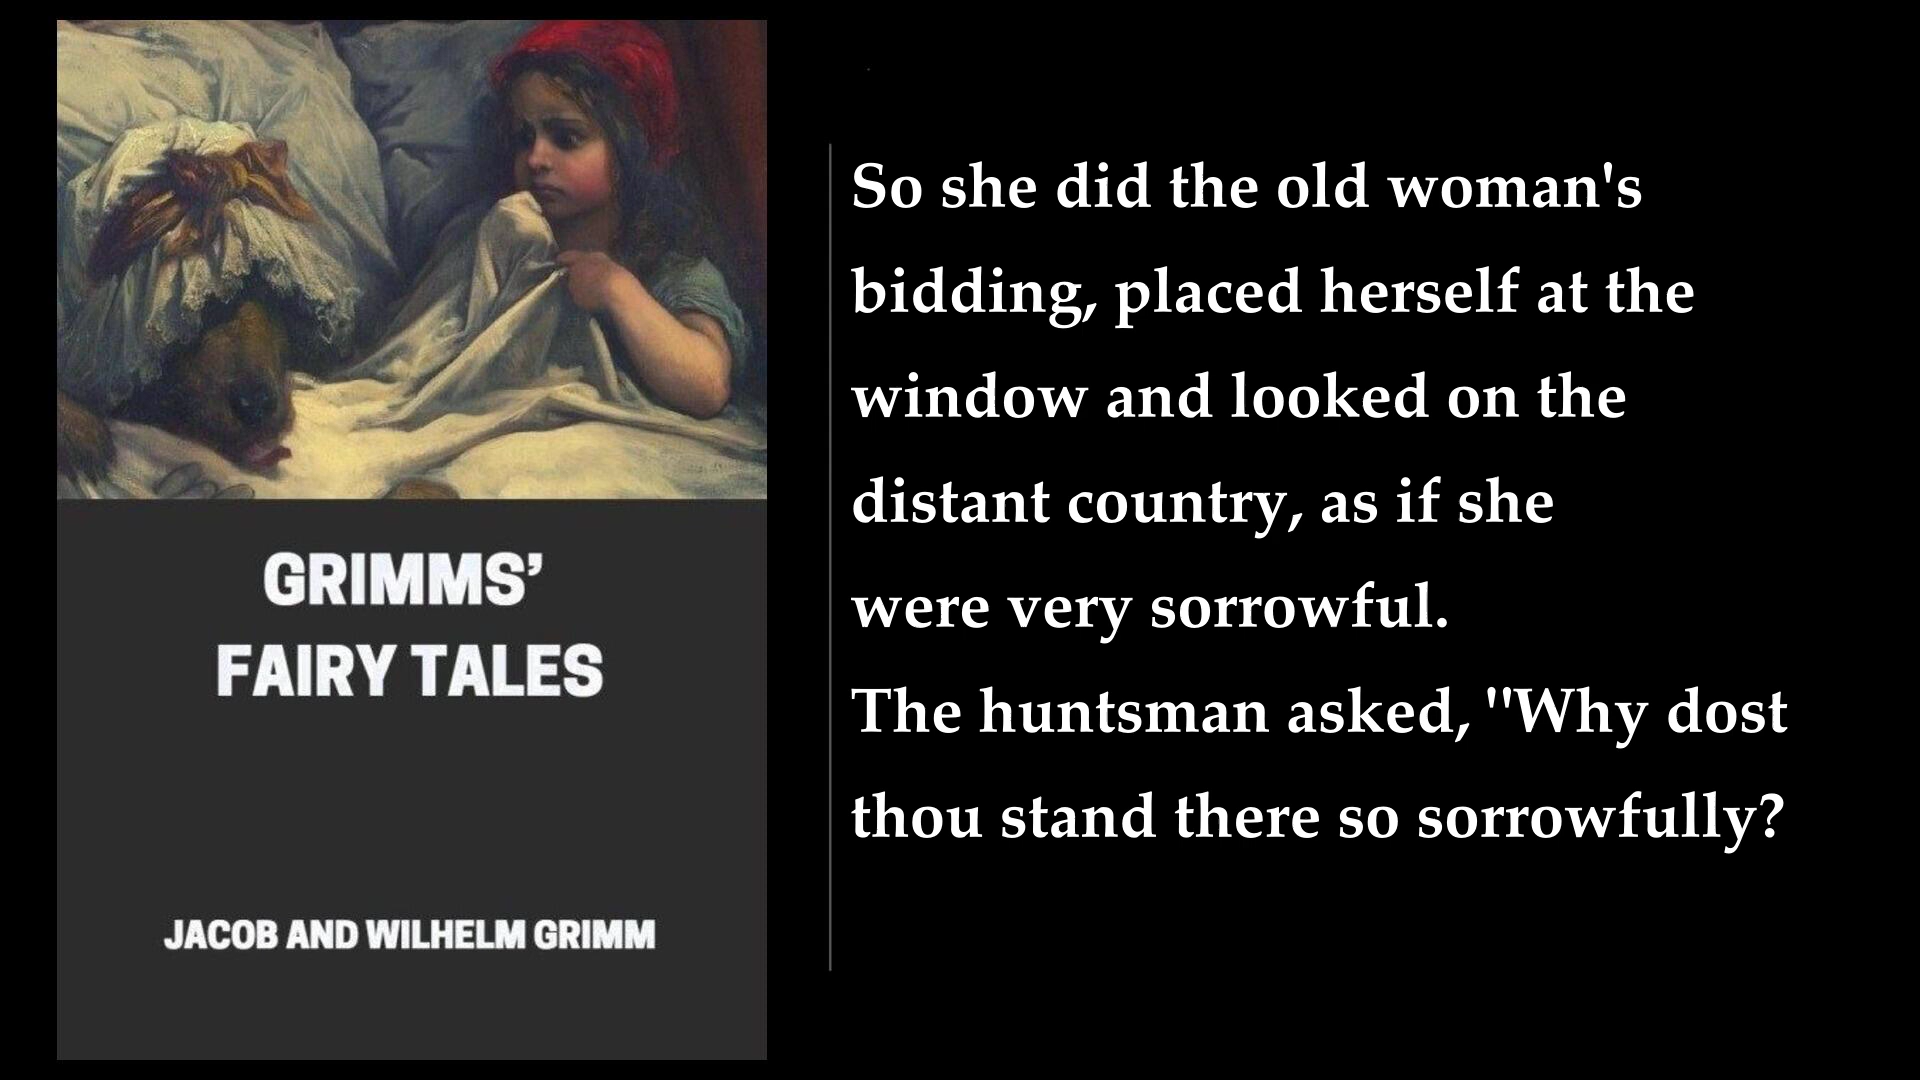 GRIMMS’
FAIRY TALES
JACOB AND WILHELM GRIMM
So she did the old woman's
bidding, placed herself at the
window and looked on the
distant country, as if she
were very sorrowful.
The huntsman asked, "Why dost
thou stand there so sorrowfully?